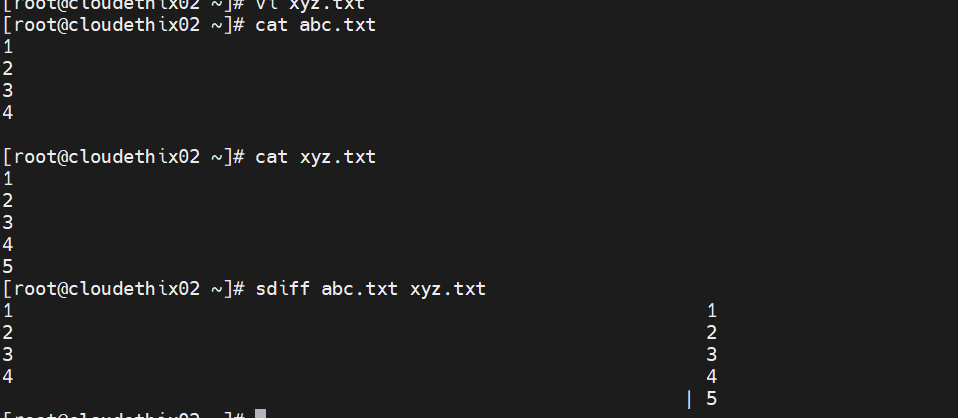 [root@cloudethix02 ~]# vi xyz.txt
[root@cloudethix02 ~]# cat abc.txt
1
2
3
4
[root@cloudethix02 ~]# cat xyz.txt
1
2
3
4
5
[root@cloudethix02 ~]# sdiff abc.txt xyz.txt
1 1
2 2
3 3
4 4
| 5
[root@cloudethix02 ~]#